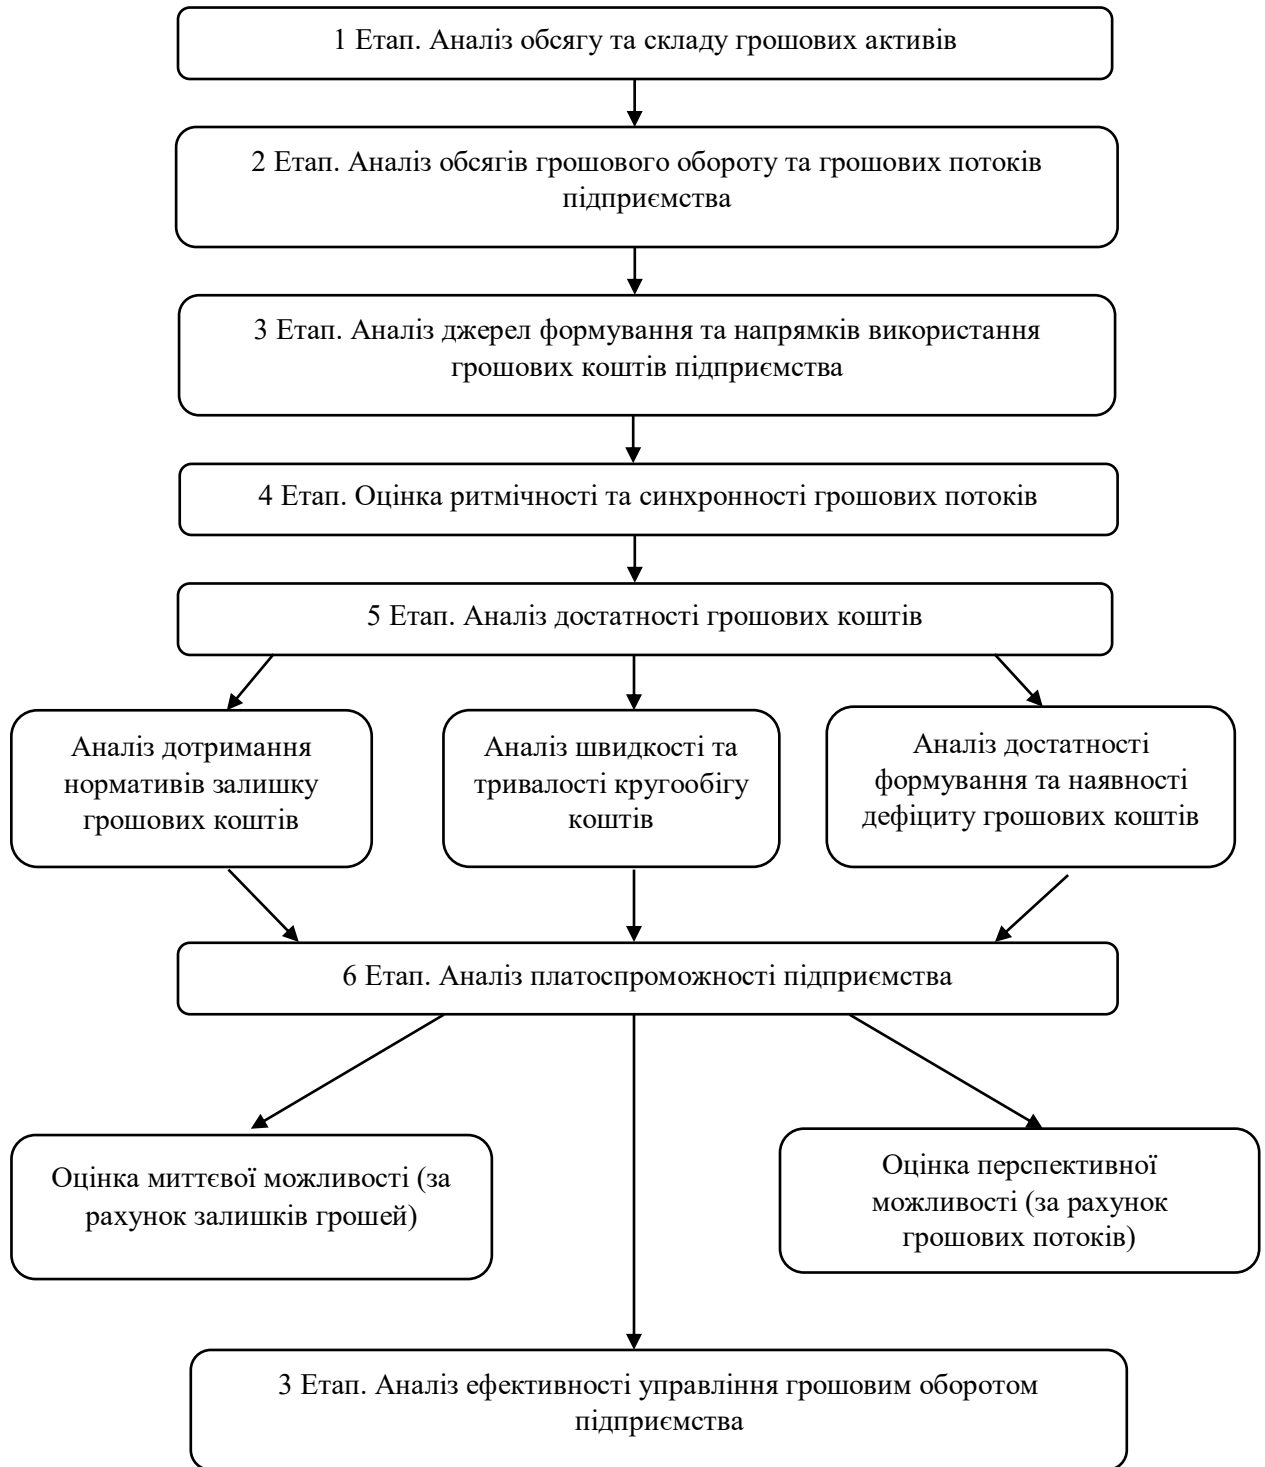 1 Етап. Аналіз обсягу та складу грошових активів
2 Етап. Аналіз обсягів грошового обороту та грошових потоків
підприємства
3 Етап. Аналіз джерел формування та напрямків використання
грошових коштів підприємства
4 Етап. Оцінка ритмічності та синхронності грошових потоків
5 Етап. Аналіз достатності грошових коштів
Аналіз дотримання
нормативів залишку
грошових коштів
Аналіз швидкості та
тривалості кругообігу
коштів
Аналіз достатності
формування та наявності
дефіциту грошових коштів
6 Етап. Аналіз платоспроможності підприємства
Оцінка миттєвої можливості (за
рахунок залишків грошей)
Оцінка перспективної
можливості (за рахунок
грошових потоків)
3 Етап. Аналіз ефективності управління грошовим оборотом
підприємства